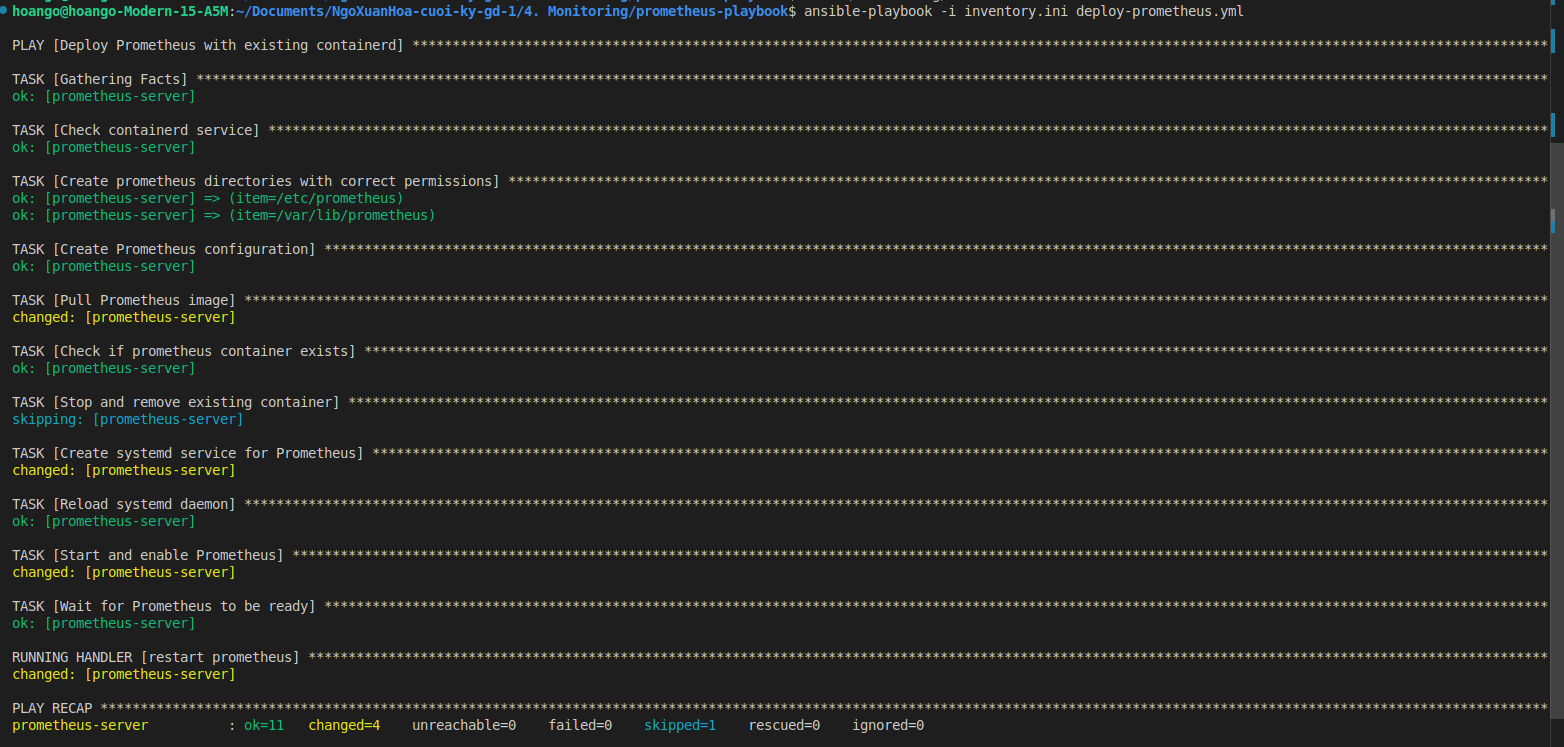 hoango@hoango-Modern-15-A5M:~/Documents/NgoXuanHoa-cuoi-ky-gd-1/4. Monitoring/prometheus-playbook$ ansible-playbook -i inventory.ini deploy-prometheus.yml
PLAY [Deploy Prometheus with existing containerd] ****
TASK [Gathering Facts] ****
ok: [prometheus-server]
TASK [Check containerd service] ****
ok: [prometheus-server]
TASK [Create prometheus directories with correct permissions] ****
ok: [prometheus-server] => (item=/etc/prometheus)
ok: [prometheus-server] => (item=/var/lib/prometheus)
TASK [Create Prometheus configuration] ****
ok: [prometheus-server]
TASK [Pull Prometheus image] ****
changed: [prometheus-server]
TASK [Check if prometheus container exists] ****
ok: [prometheus-server]
TASK [Stop and remove existing container] ****
skipping: [prometheus-server]
TASK [Create systemd service for Prometheus] ****
changed: [prometheus-server]
TASK [Reload systemd daemon] ****
ok: [prometheus-server]
TASK [Start and enable Prometheus] ****
changed: [prometheus-server]
TASK [Wait for Prometheus to be ready] ****
ok: [prometheus-server]
RUNNING HANDLER [restart prometheus] ****
changed: [prometheus-server]
PLAY RECAP ****
prometheus-server : ok=11 changed=4 unreachable=0 failed=0 skipped=1 rescued=0 ignored=0